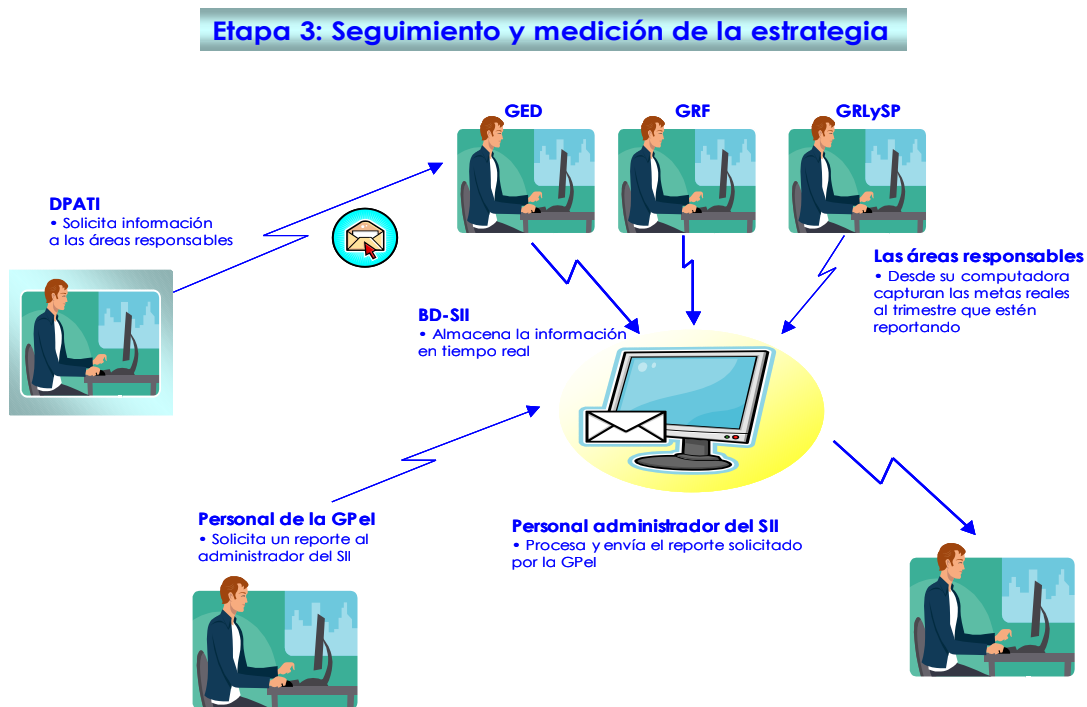 Etapa 3: Seguimiento y medición de la estrategia
GED
GRF
GRLySP
DPATI
• Solicita información
a las áreas responsables
Las áreas responsables
• Desde su computadora
capturan las metas reales
al trimestre que estén
reportando
BD-SII
• Almacena la información
en tiempo real
Personal de la GPeI
• Solicita un reporte al
administrador del SII
Personal administrador del SII
• Procesa y envía el reporte solicitado
por la GPeI